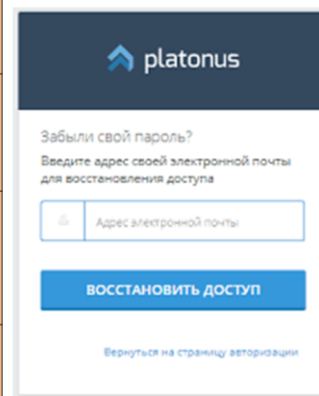 platonus
Забыли свой пароль?
Введите адрес своей электронной почты
для восстановления доступа
Адрес электронной почты
ВОССТАНОВИТЬ ДОСТУП
Вернуться на страницу авторизации